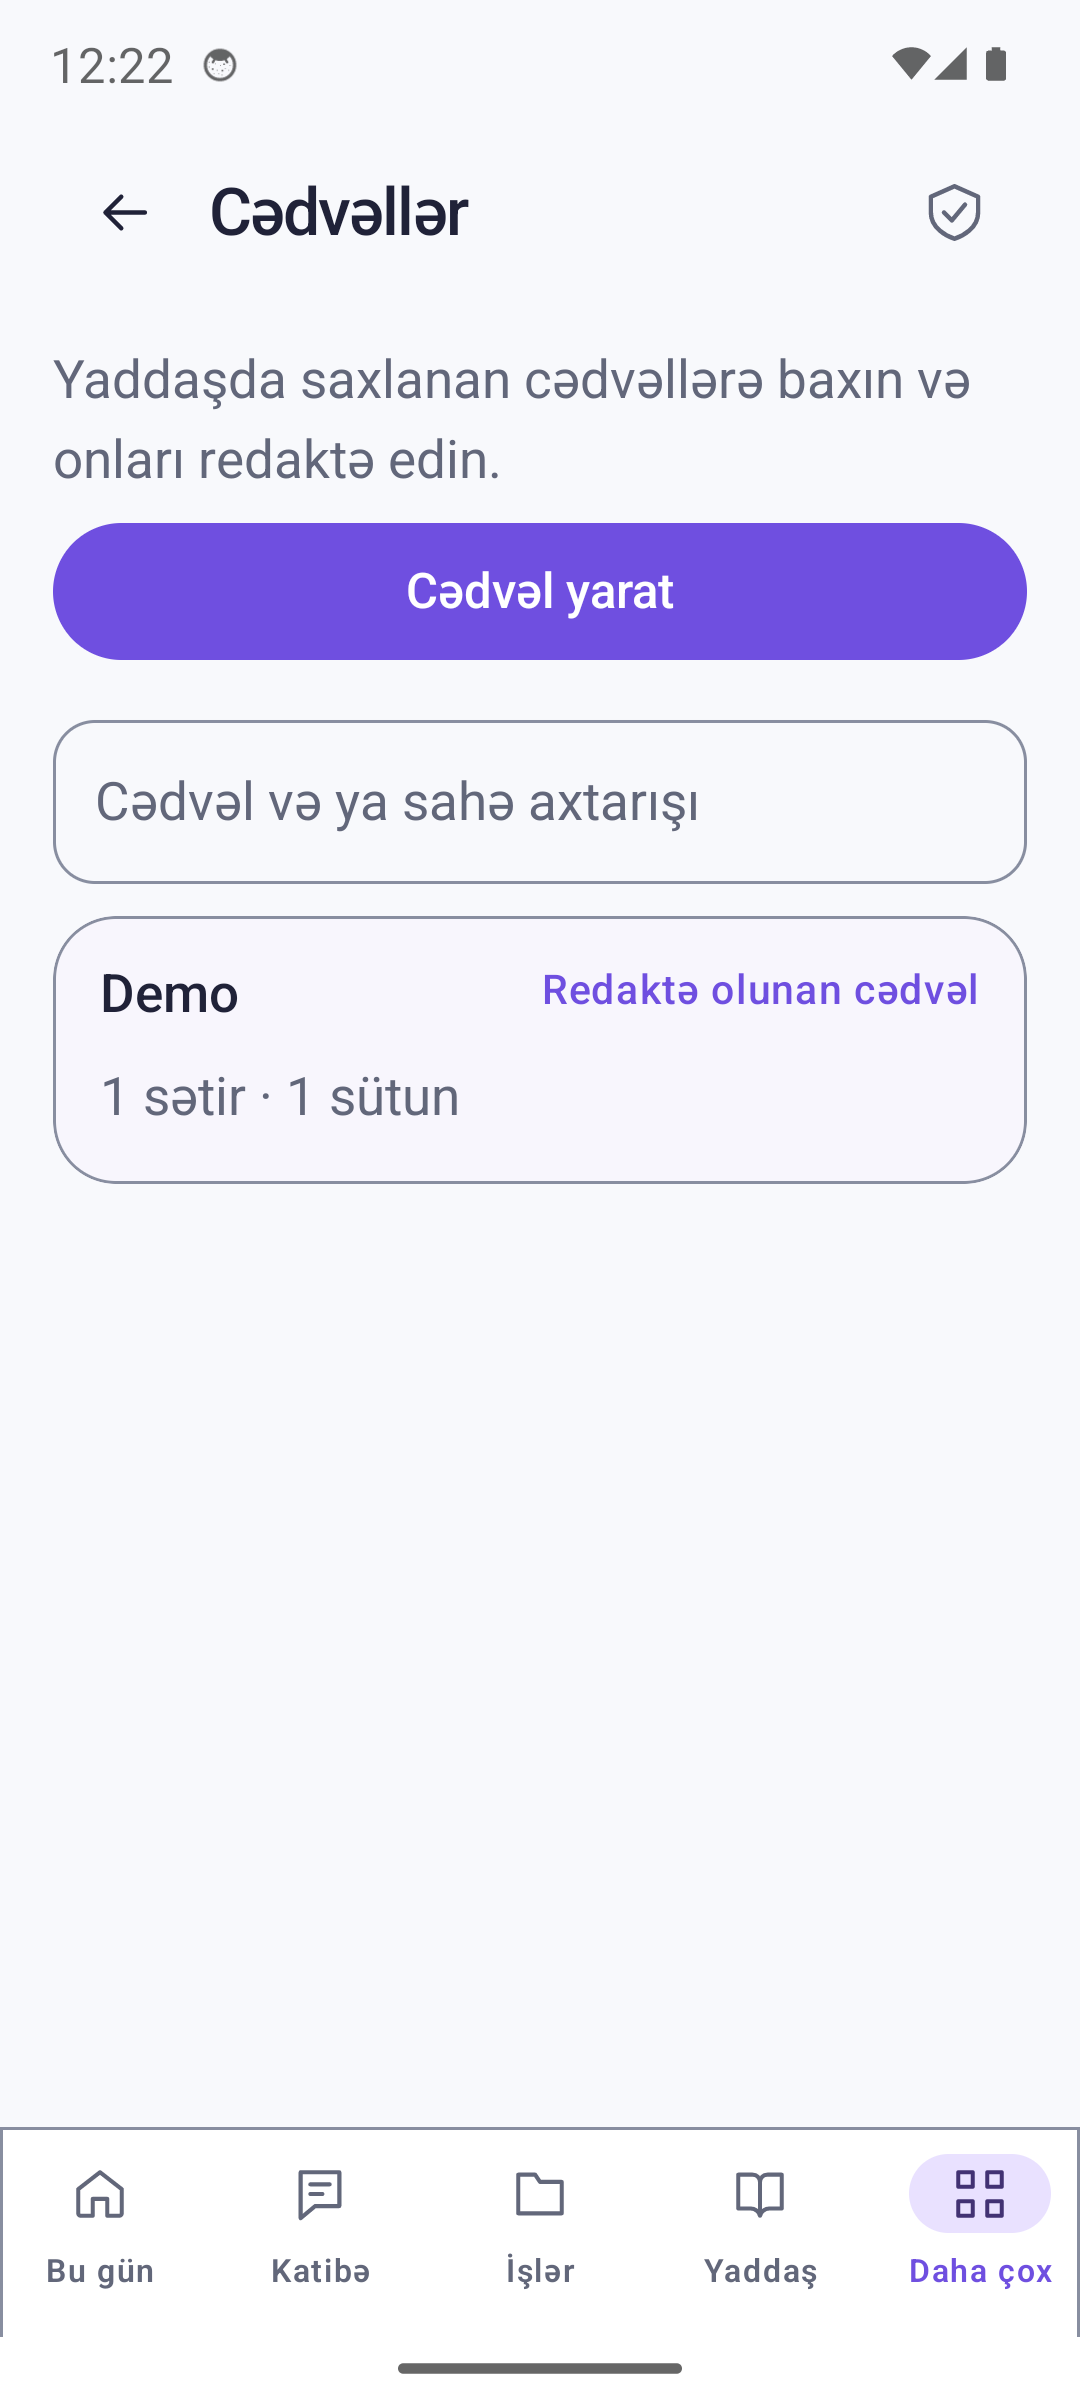 12:22
Cədvəllər
Yaddaşda saxlanan cədvəllərə baxın və
onları redaktə edin.
Cədvəl yarat
Cədvəl və ya sahə axtarışı
Demo
Redaktə olunan cədvəl
1 sətir · 1 sütun
Bu gün
Katibə
İşlər
Yaddaş
Daha çox